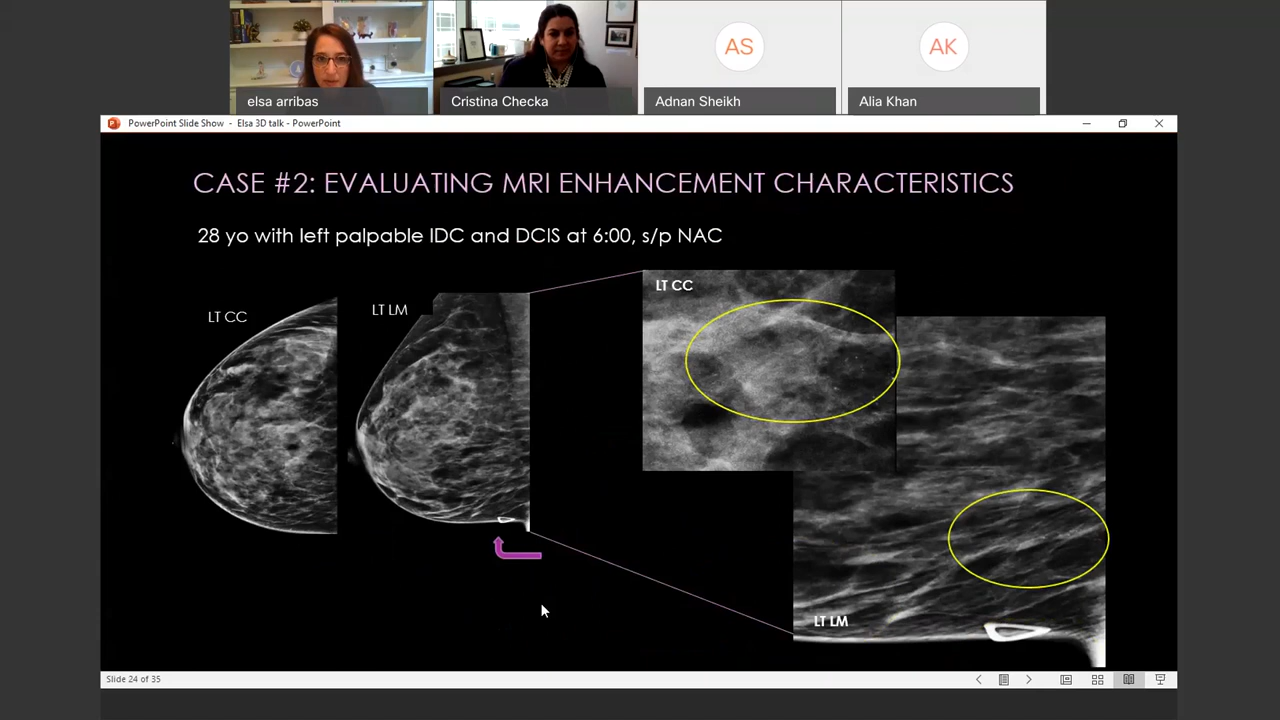 AS
AK
elsa arribas
Cristina Checka
Adnan Sheikh
Alia Khan
PowerPoint Slide Show - Elsa 3D talk - PowerPoint
CASE #2: EVALUATING MRI ENHANCEMENT CHARACTERISTICS
28 yo with left palpable IDC and DCIS at 6:00, s/p NAC
LT CC
LT LM
LT CC
LT LM
Slide 24 of 35